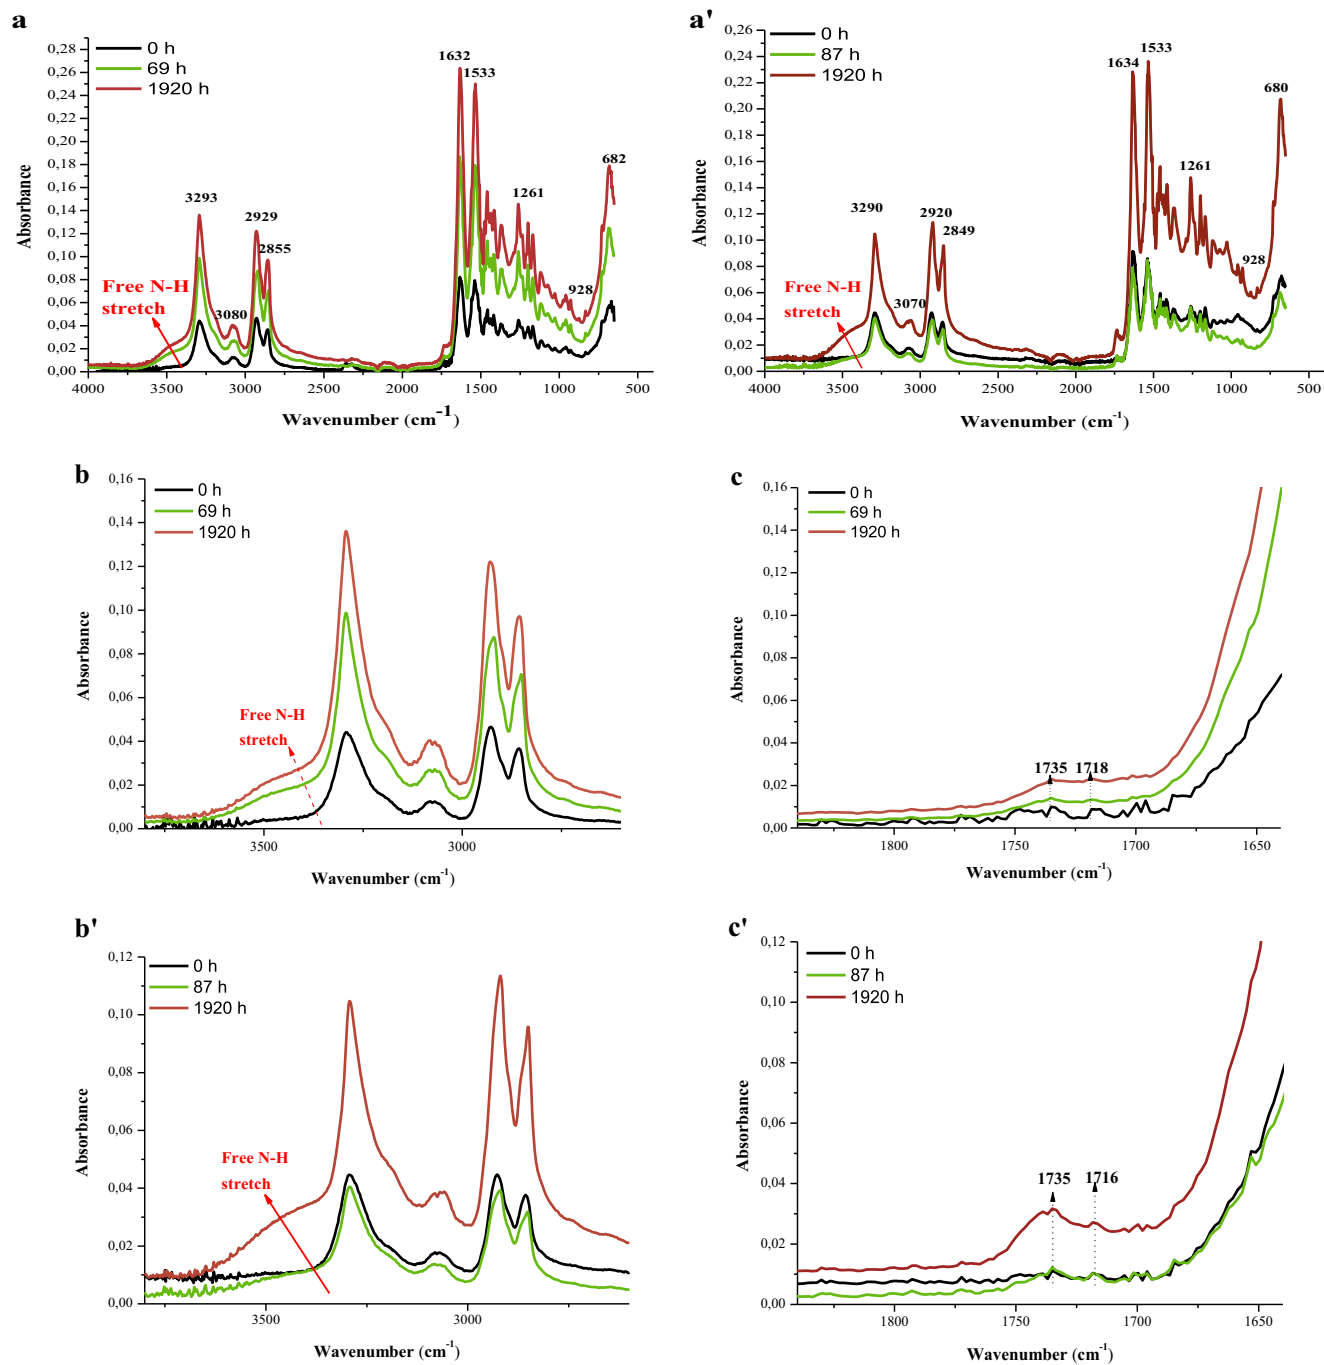 a
0 h
69 h
1920 h
0,28
0,26
0,24
0,22
0,20
0,18
0,16
0,14
0,12
0,10
0,08
0,06
0,04
0,02
0,00
Absorbance
1632
1533
3293
2929
2855
3080
1261
682
928
Free N-H
stretch
4000 3500 3000 2500 2000 1500 1000 500
Wavenumber (cm-1)
a'
0 h
87 h
1920 h
0,26
0,24
0,22
0,20
0,18
0,16
0,14
0,12
0,10
0,08
0,06
0,04
0,02
0,00
Absorbance
1634
1533
680
1261
3290
2920
2849
3070
928
Free N-H
stretch
4000 3500 3000 2500 2000 1500 1000 500
Wavenumber (cm-1)
b
0 h
69 h
1920 h
0,16
0,14
0,12
0,10
0,08
0,06
0,04
0,02
0,00
Absorbance
Free N-H
stretch
3500 3000
Wavenumber (cm-1)
c
0 h
69 h
1920 h
0,16
0,14
0,12
0,10
0,08
0,06
0,04
0,02
0,00
Absorbance
1735 1718
1800 1750 1700 1650
Wavenumber (cm-1)
b'
0 h
87 h
1920 h
0,12
0,10
0,08
0,06
0,04
0,02
0,00
Absorbance
Free N-H
stretch
3500 3000
Wavenumber (cm-1)
c'
0 h
87 h
1920 h
0,12
0,10
0,08
0,06
0,04
0,02
0,00
Absorbance
1735 1716
1800 1750 1700 1650
Wavenumber (cm-1)